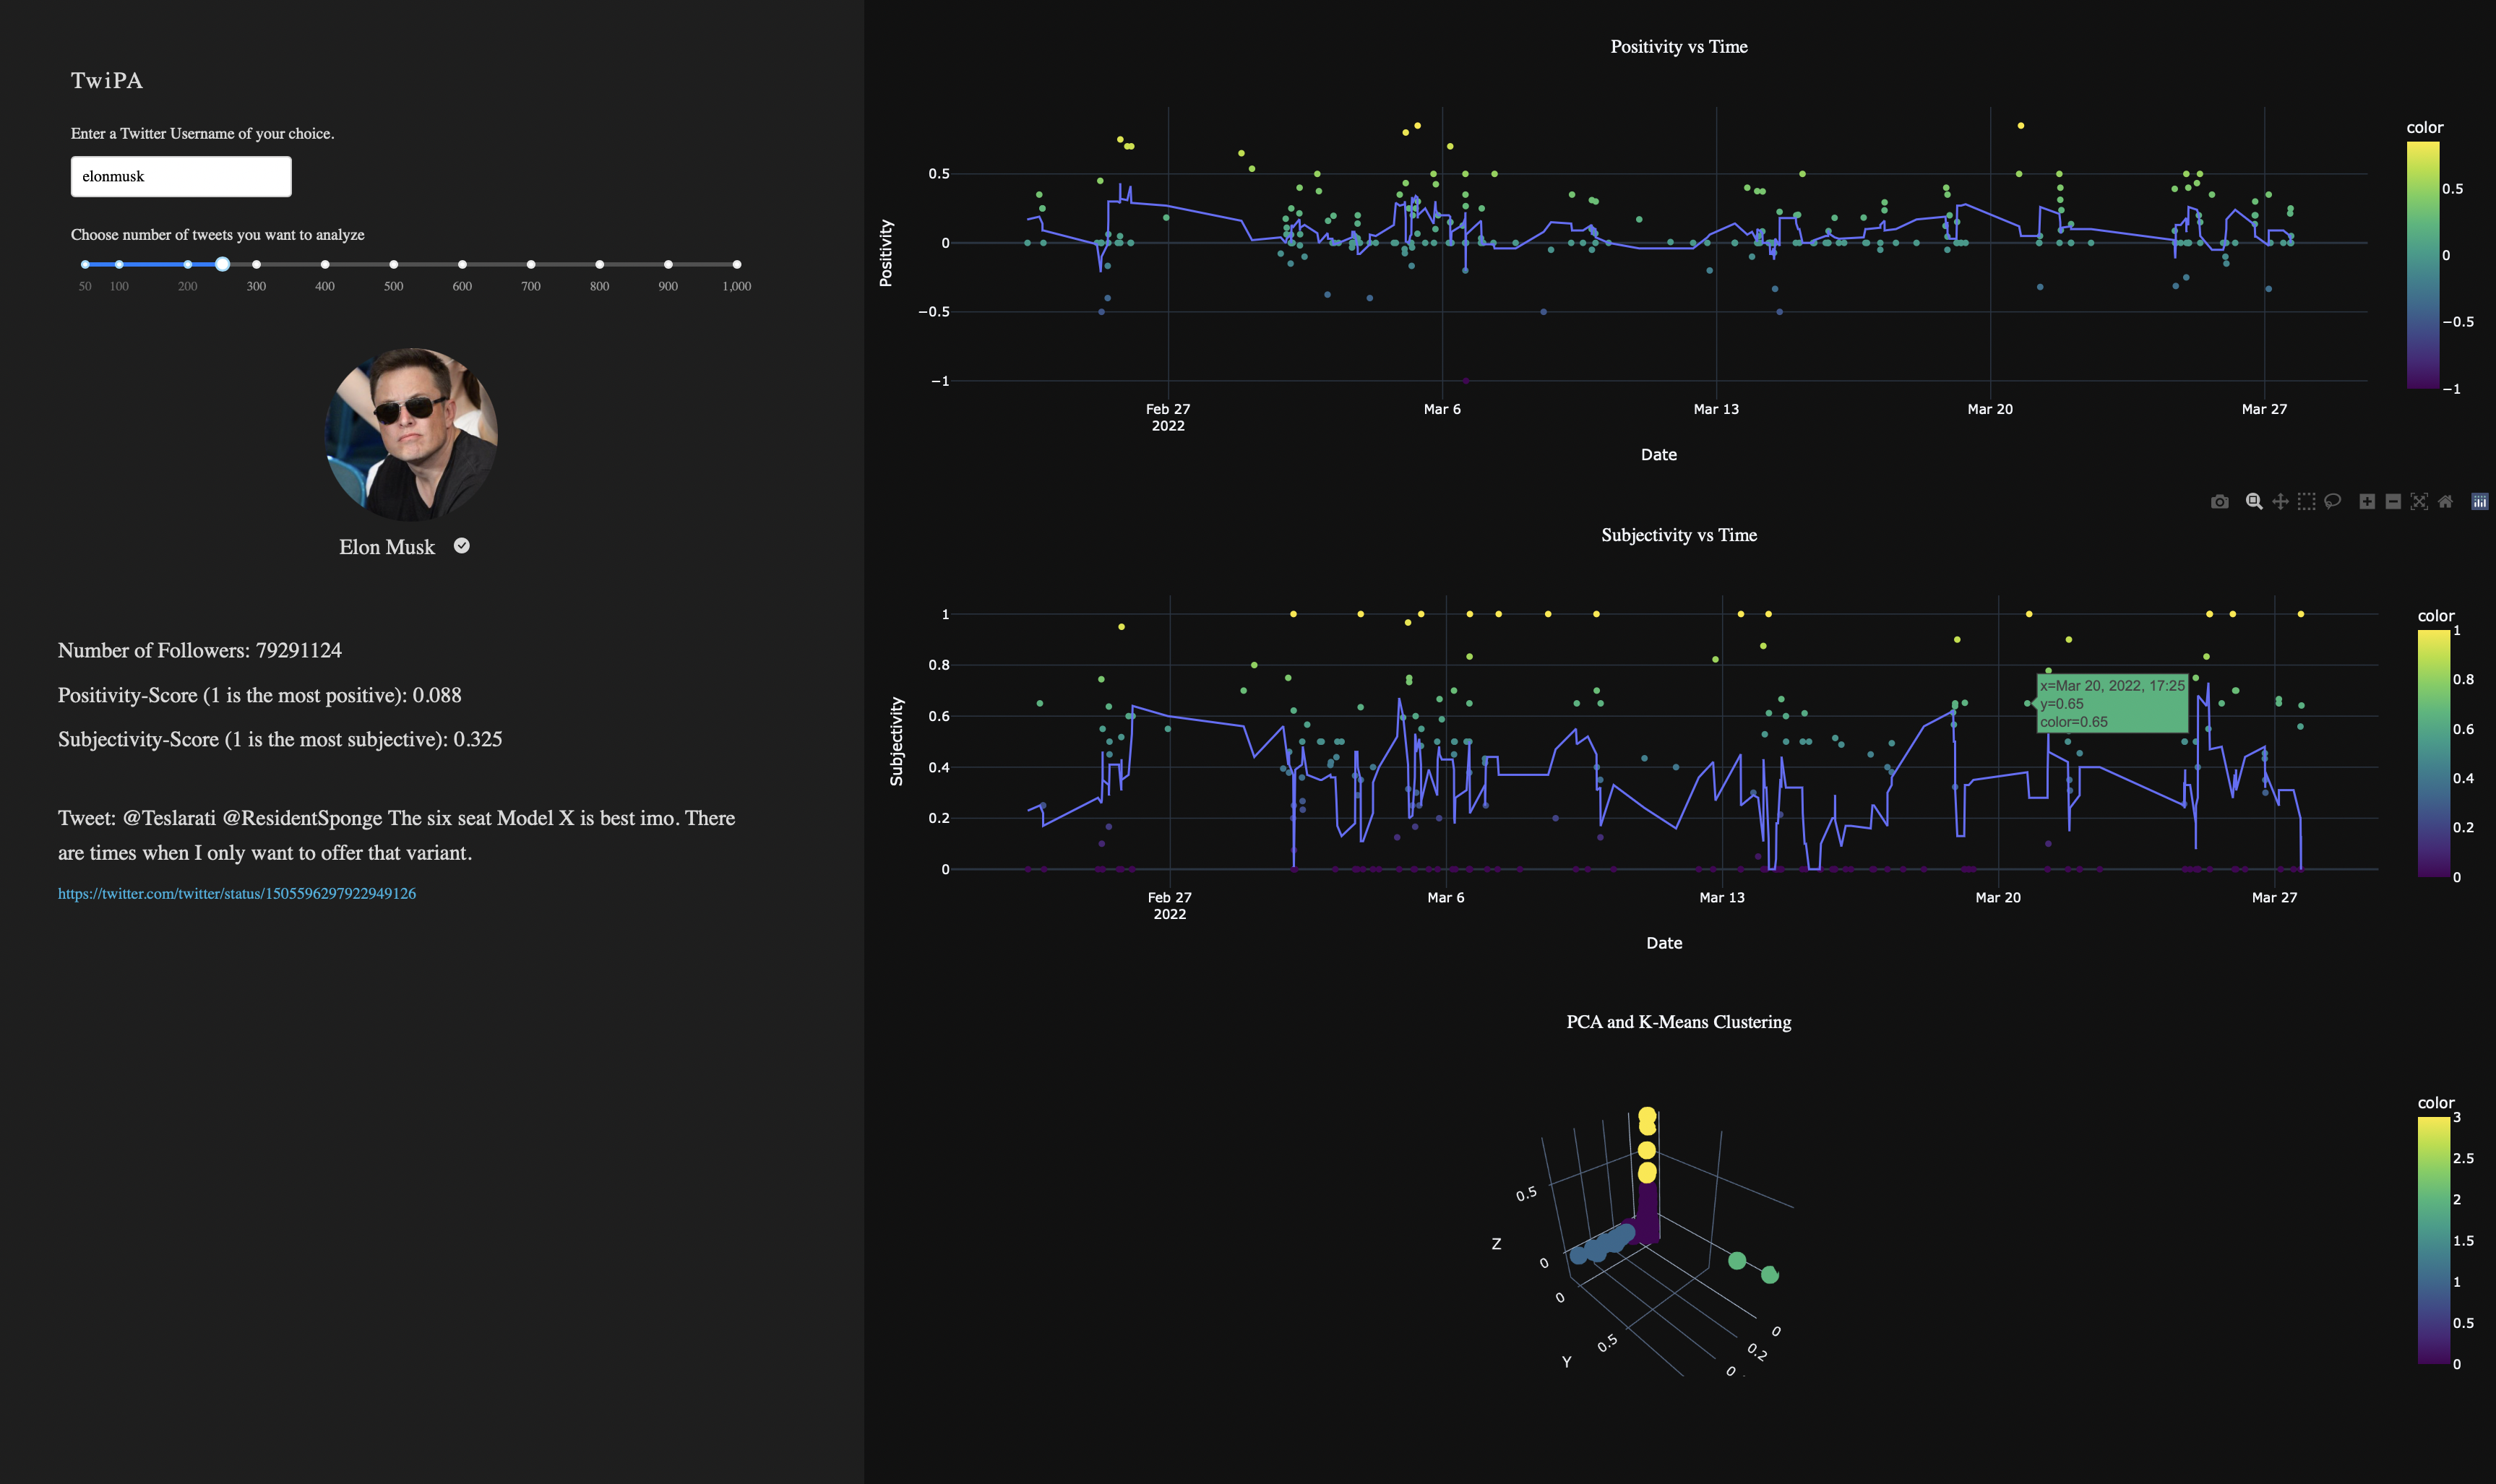 TwiPA
Enter a Twitter Username of your choice.
elonmusk
Choose number of tweets you want to analyze
50 100 200 300 400 500 600 700 800 900 1,000
Elon Musk
Number of Followers: 79291124
Positivity-Score (1 is the most positive): 0.088
Subjectivity-Score (1 is the most subjective): 0.325
Tweet: @Teslarati @ResidentSponge The six seat Model X is best imo. There
are times when I only want to offer that variant.
https://twitter.com/twitter/status/1505596297922949126
Positivity vs Time
color
0.5
0
−0.5
−1
Positivity
0.5
0
−0.5
−1
Feb 27 Mar 6 Mar 13 Mar 20 Mar 27
2022
Date
Subjectivity vs Time
color
1
0.8
0.6
0.4
0.2
0
Subjectivity
x=Mar 20, 2022, 17:25
y=0.65
color=0.65
1
0.8
0.6
0.4
0.2
0
Feb 27 Mar 6 Mar 13 Mar 20 Mar 27
2022
Date
PCA and K-Means Clustering
color
3
2.5
2
1.5
1
0.5
0
0.5
Z
0
0
0.5
Y
0
0.2
0